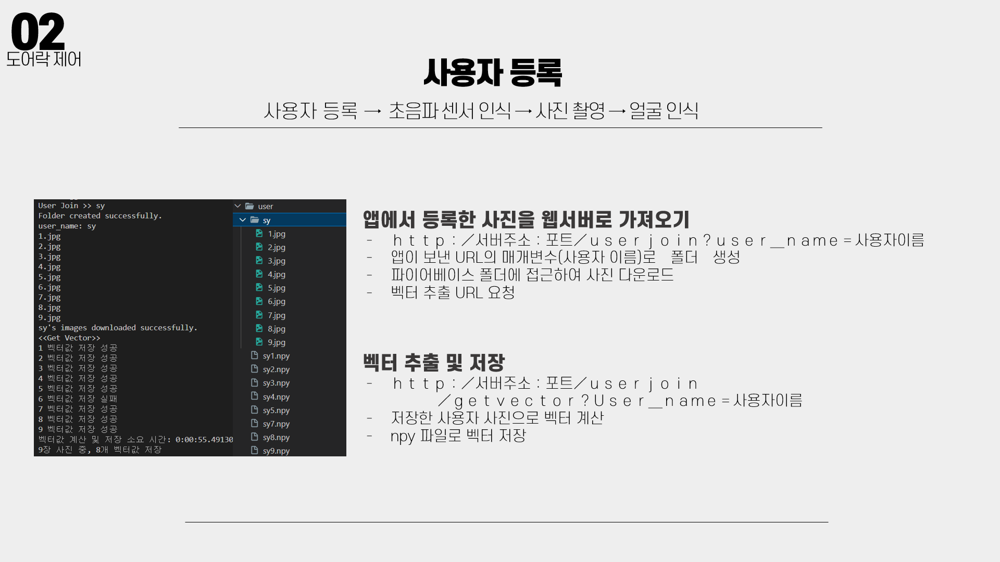 02
도어락 제어
사용자 등록
사용자 등록 → 초음파 센서 인식 → 사진 촬영 → 얼굴 인식
User Join >> sy
Folder created successfully.
user_name: sy
1.jpg
2.jpg
3.jpg
4.jpg
5.jpg
6.jpg
7.jpg
8.jpg
9.jpg
sy's images downloaded successfully.
<<Get Vector>>
1 벡터값 저장 성공
2 벡터값 저장 성공
3 벡터값 저장 성공
4 벡터값 저장 성공
5 벡터값 저장 성공
6 벡터값 저장 실패
7 벡터값 저장 성공
8 벡터값 저장 성공
9 벡터값 저장 성공
벡터값 계산 및 저장 소요 시간: 0:00:55.49130
9장 사진 중, 8개 벡터값 저장
user
sy
1.jpg
2.jpg
3.jpg
4.jpg
5.jpg
6.jpg
7.jpg
8.jpg
9.jpg
sy1.npy
sy2.npy
sy3.npy
sy4.npy
sy5.npy
sy7.npy
sy8.npy
sy9.npy
앱에서 등록한 사진을 웹서버로 가져오기
- ｈｔｔｐ：／서버주소：포트／ｕｓｅｒｊｏｉｎ？ｕｓｅｒ＿ｎａｍｅ＝사용자이름
- 앱이 보낸 URL의 매개변수(사용자 이름)로　폴더　생성
- 파이어베이스 폴더에 접근하여 사진 다운로드
- 벡터 추출 URL 요청
벡터 추출 및 저장
- ｈｔｔｐ：／서버주소：포트／ｕｓｅｒｊｏｉｎ
／ｇｅｔｖｅｃｔｏｒ？Ｕｓｅｒ＿ｎａｍｅ＝사용자이름
- 저장한 사용자 사진으로 벡터 계산
- npy 파일로 벡터 저장